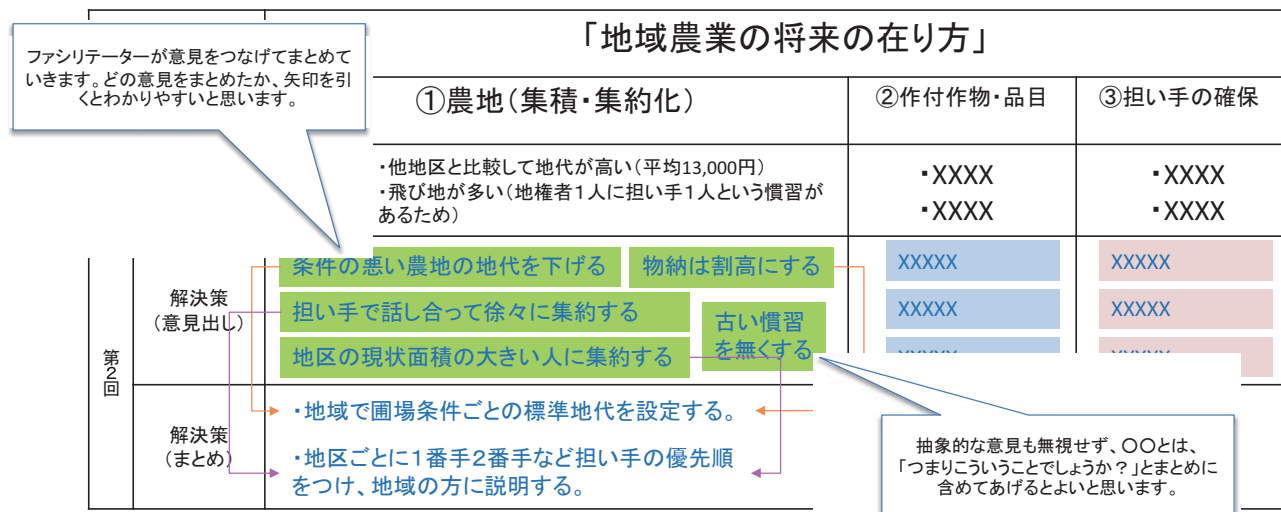 「地域農業の将来の在り方」
ファシリテーターが意見をつなげてまとめて
いきます。どの意見をまとめたか、矢印を引
くとわかりやすいと思います。
①農地（集積・集約化）
②作付作物・品目
③担い手の確保
・他地区と比較して地代が高い（平均13,000円）
・飛び地が多い（地権者１人に担い手１人という慣習が
あるため）
・XXXX
・XXXX
・XXXX
・XXXX
第２回
解決策
（意見出し）
条件の悪い農地の地代を下げる
物納は割高にする
担い手で話し合って徐々に集約する
古い慣習
を無くする
地区の現状面積の大きい人に集約する
XXXXX
XXXXX
XXXXX
XXXXX
XXXXX
XXXXX
解決策
（まとめ）
・地域で圃場条件ごとの標準地代を設定する。
・地区ごとに１番手２番手など担い手の優先順
をつけ、地域の方に説明する。
抽象的な意見も無視せず、〇〇とは、
「つまりこういうことでしょうか？」とまとめに
含めてあげるとよいと思います。